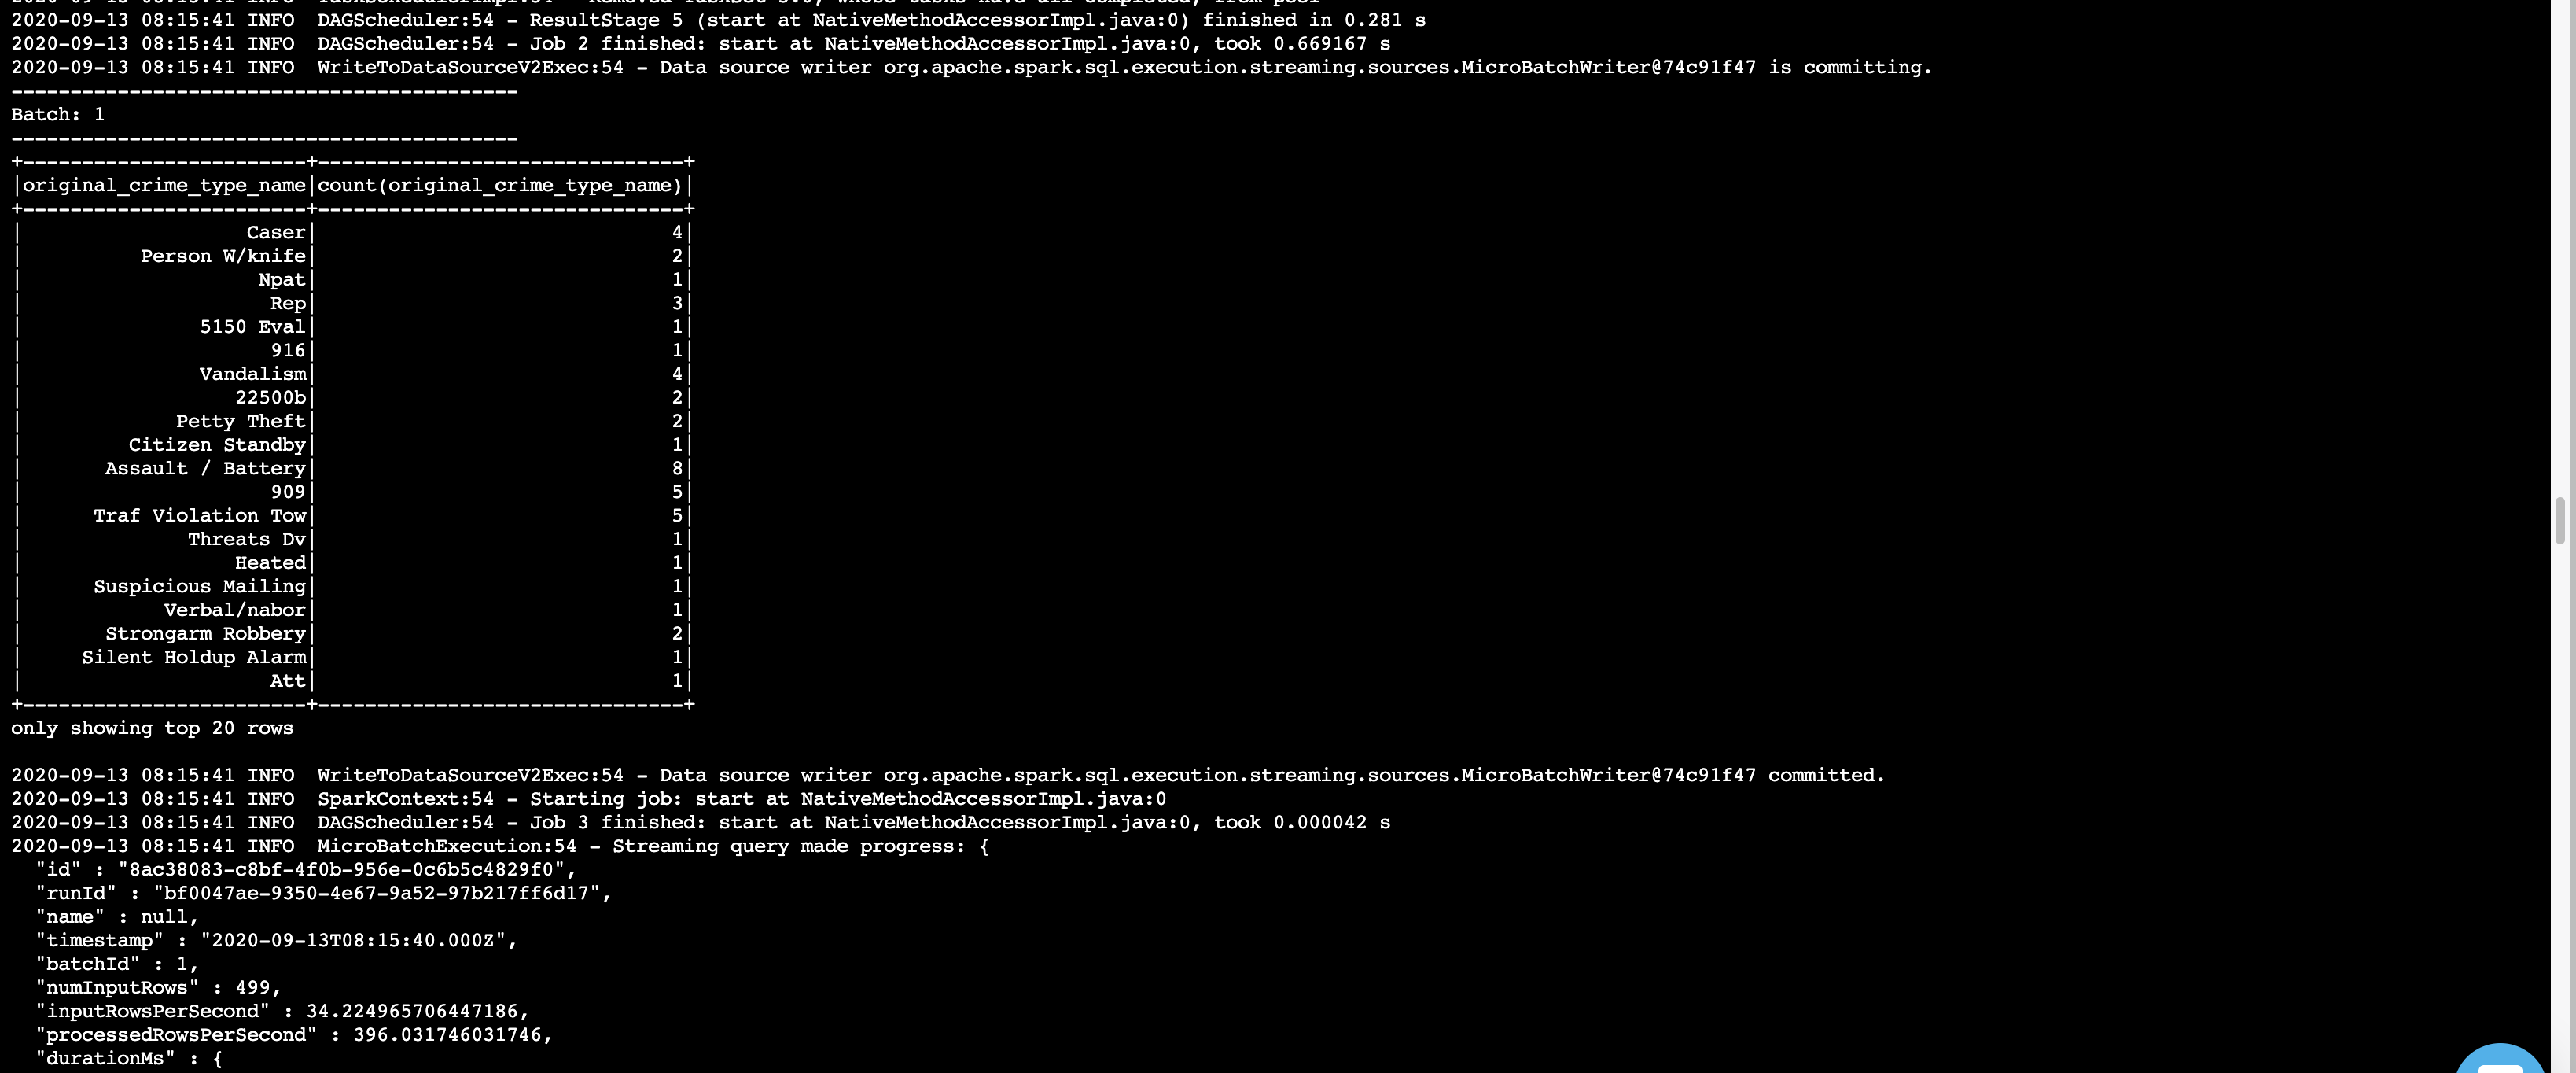 2020-09-13 08:15:41 INFO  DAGScheduler:54 - ResultStage 5 (start at NativeMethodAccessorImpl.java:0) finished in 0.281 s
2020-09-13 08:15:41 INFO  DAGScheduler:54 - Job 2 finished: start at NativeMethodAccessorImpl.java:0, took 0.669167 s
2020-09-13 08:15:41 INFO  WriteToDataSourceV2Exec:54 - Data source writer org.apache.spark.sql.execution.streaming.sources.MicroBatchWriter@74c91f47 is committing.
-------------------------------------------
Batch: 1
-------------------------------------------
+------------------------+-------------------------------+
|original_crime_type_name|count(original_crime_type_name)|
+------------------------+-------------------------------+
|                   Caser|                              4|
|          Person W/knife|                              2|
|                    Npat|                              1|
|                     Rep|                              3|
|               5150 Eval|                              1|
|                     916|                              1|
|               Vandalism|                              4|
|                  22500b|                              2|
|             Petty Theft|                              2|
|         Citizen Standby|                              1|
|       Assault / Battery|                              8|
|                     909|                              5|
|      Traf Violation Tow|                              5|
|              Threats Dv|                              1|
|                  Heated|                              1|
|      Suspicious Mailing|                              1|
|            Verbal/nabor|                              1|
|       Strongarm Robbery|                              2|
|     Silent Holdup Alarm|                              1|
|                     Att|                              1|
+------------------------+-------------------------------+
only showing top 20 rows
2020-09-13 08:15:41 INFO  WriteToDataSourceV2Exec:54 - Data source writer org.apache.spark.sql.execution.streaming.sources.MicroBatchWriter@74c91f47 committed.
2020-09-13 08:15:41 INFO  SparkContext:54 - Starting job: start at NativeMethodAccessorImpl.java:0
2020-09-13 08:15:41 INFO  DAGScheduler:54 - Job 3 finished: start at NativeMethodAccessorImpl.java:0, took 0.000042 s
2020-09-13 08:15:41 INFO  MicroBatchExecution:54 - Streaming query made progress: {
  "id" : "8ac38083-c8bf-4f0b-956e-0c6b5c4829f0",
  "runId" : "bf0047ae-9350-4e67-9a52-97b217ff6d17",
  "name" : null,
  "timestamp" : "2020-09-13T08:15:40.000Z",
  "batchId" : 1,
  "numInputRows" : 499,
  "inputRowsPerSecond" : 34.224965706447186,
  "processedRowsPerSecond" : 396.031746031746,
  "durationMs" : {